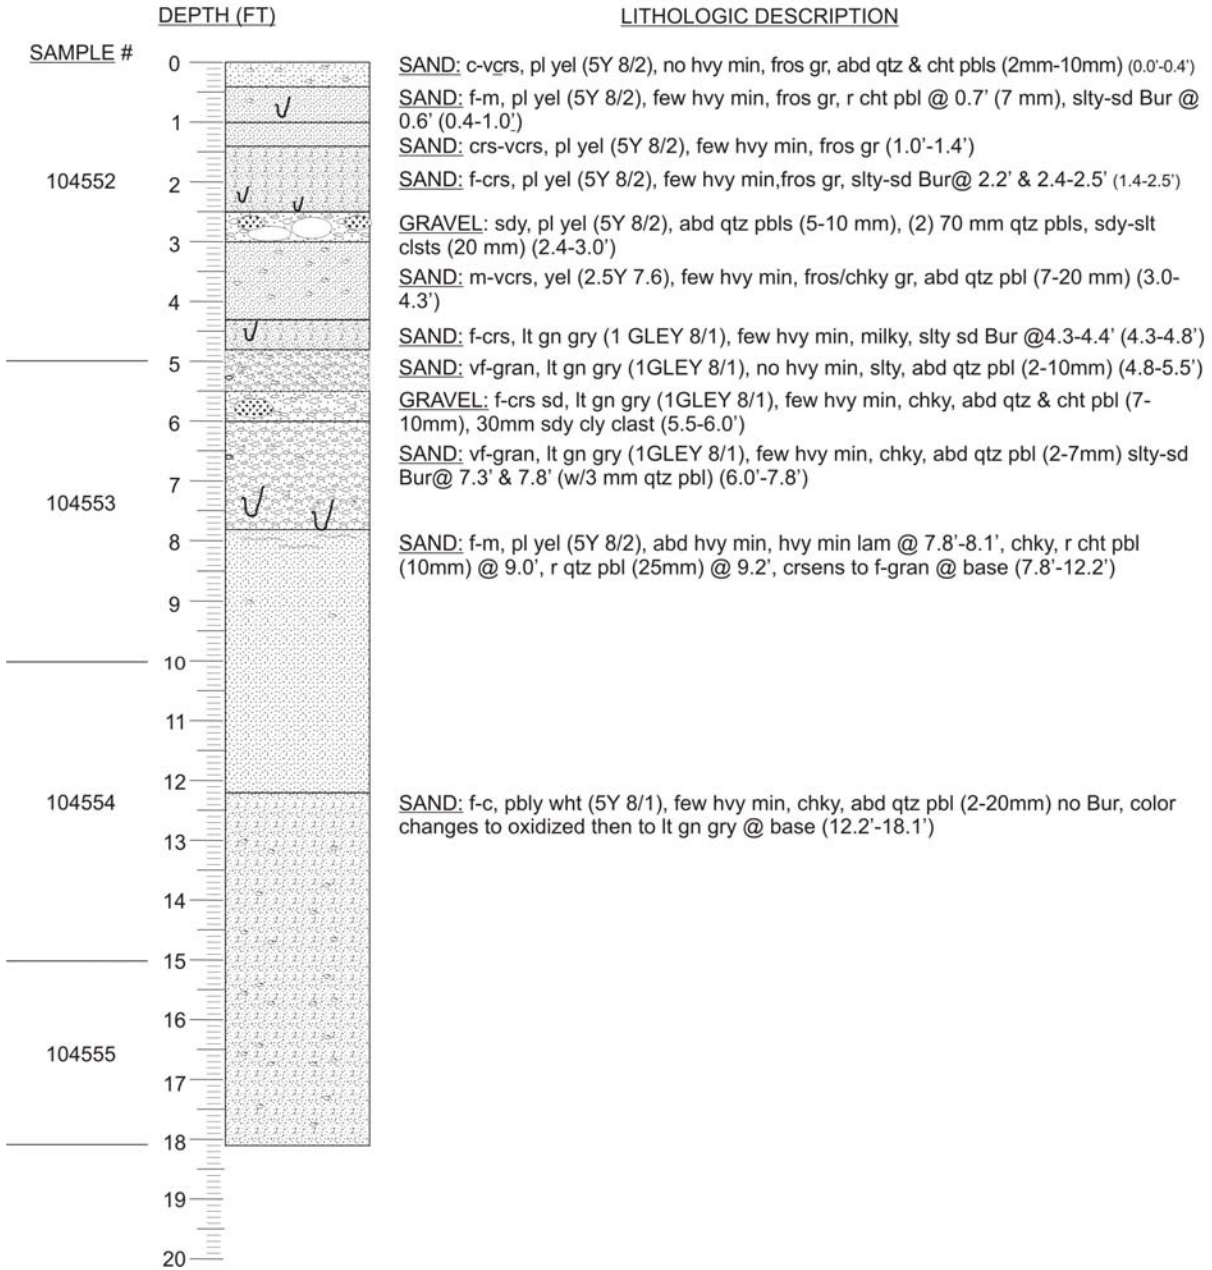 DEPTH (FT)
LITHOLOGIC DESCRIPTION
SAMPLE #
0
SAND: c-vcrs, pl yel (5Y 8/2), no hvy min, fros gr, abd qtz & cht pbls (2mm-10mm) (0.0'-0.4')
SAND: f-m, pl yel (5Y 8/2), few hvy min, fros gr, r cht pbl @ 0.7' (7 mm), slty-sd Bur @
0.6' (0.4-1.0')
1
SAND: crs-vcrs, pl yel (5Y 8/2), few hvy min, fros gr (1.0'-1.4')
104552
2
SAND: f-crs, pl yel (5Y 8/2), few hvy min,fros gr, slty-sd Bur@ 2.2' & 2.4-2.5' (1.4-2.5')
GRAVEL: sdy, pl yel (5Y 8/2), abd qtz pbls (5-10 mm), (2) 70 mm qtz pbls, sdy-slt
clsts (20 mm) (2.4-3.0')
3
SAND: m-vcrs, yel (2.5Y 7.6), few hvy min, fros/chky gr, abd qtz pbl (7-20 mm) (3.0-
4.3')
4
SAND: f-crs, lt gn gry (1 GLEY 8/1), few hvy min, milky, slty sd Bur @4.3-4.4' (4.3-4.8')
5
SAND: vf-gran, lt gn gry (1GLEY 8/1), no hvy min, slty, abd qtz pbl (2-10mm) (4.8-5.5')
GRAVEL: f-crs sd, lt gn gry (1GLEY 8/1), few hvy min, chky, abd qtz & cht pbl (7-
10mm), 30mm sdy cly clast (5.5-6.0')
6
SAND: vf-gran, lt gn gry (1GLEY 8/1), few hvy min, chky, abd qtz pbl (2-7mm) slty-sd
Bur@ 7.3' & 7.8' (w/3 mm qtz pbl) (6.0'-7.8')
7
104553
8
SAND: f-m, pl yel (5Y 8/2), abd hvy min, hvy min lam @ 7.8'-8.1', chky, r cht pbl
(10mm) @ 9.0', r qtz pbl (25mm) @ 9.2', crsens to f-gran @ base (7.8'-12.2')
9
10
11
12
104554
SAND: f-c, pbly wht (5Y 8/1), few hvy min, chky, abd qtz pbl (2-20mm) no Bur, color
changes to oxidized then to lt gn gry @ base (12.2'-18.1')
13
14
15
16
104555
17
18
19
20